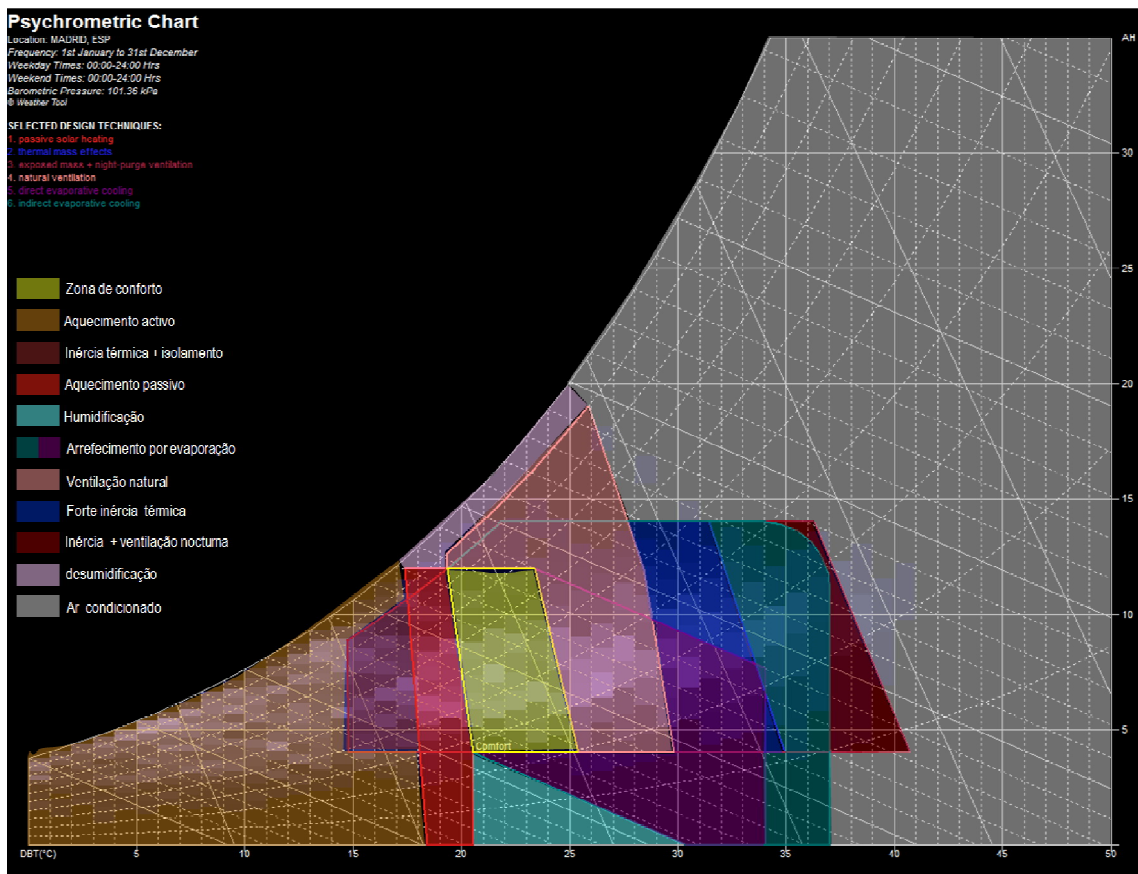 Psychrometric Chart
Location: MADRID, ESP
Frequency: 1st January to 31st December
Weekday Times: 00:00-24:00 Hrs
Weekend Times: 00:00-24:00 Hrs
Barometric Pressure: 101.36 kPa
© Weather Tool
SELECTED DESIGN TECHNIQUES:
1. passive solar heating
2. thermal mass effects
3. exposed mass + night-purge ventilation
4. natural ventilation
5. direct evaporative cooling
6. indirect evaporative cooling
Zona de conforto
Aquecimento activo
Inércia térmica + isolamento
Aquecimento passivo
Humidificação
Arrefecimento por evaporação
Ventilação natural
Forte inércia térmica
Inércia + ventilação nocturna
desumidificação
Ar condicionado
AH
30
25
20
15
10
5
Comfort
DBT(°C) 5 10 15 20 25 30 35 40 45 50